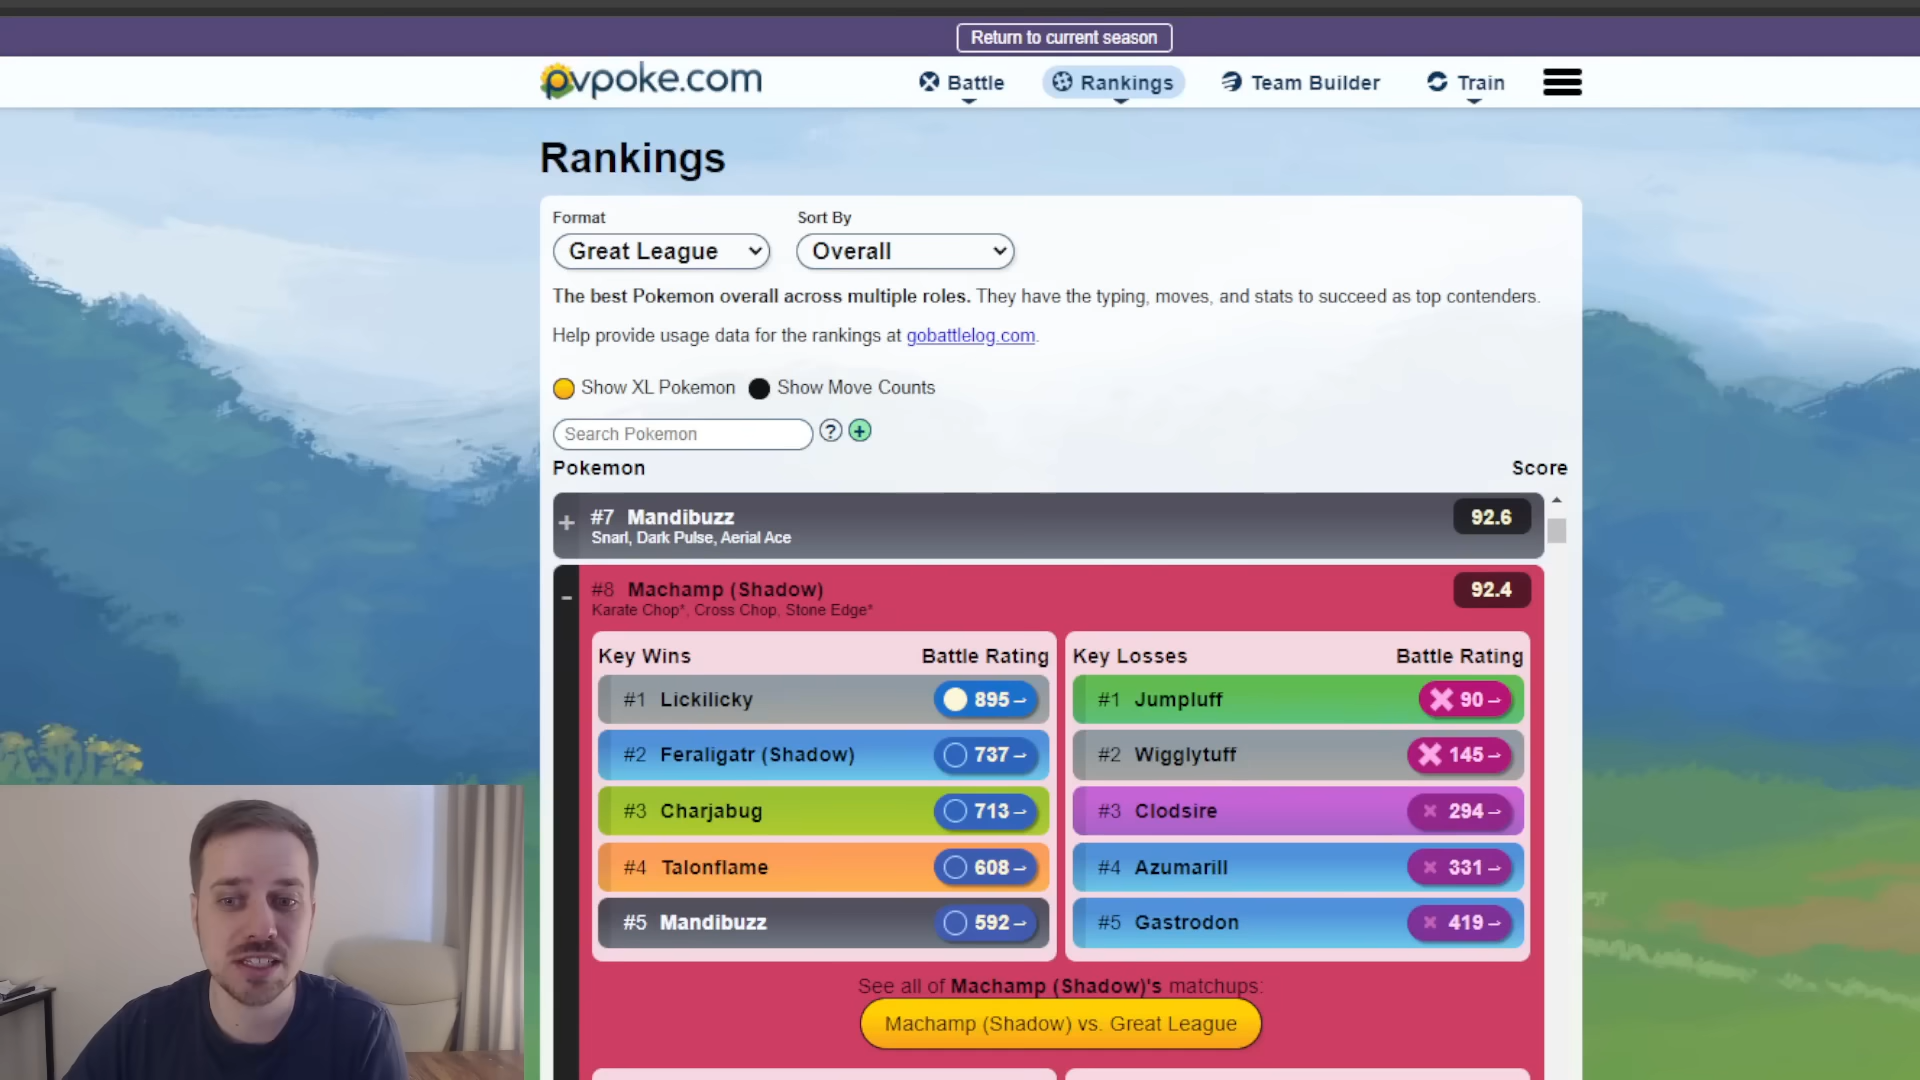 Return to current season
pvpoke.com
Battle
Rankings
Team Builder
Train
Rankings
Format
Sort By
Great League
Overall
The best Pokemon overall across multiple roles. They have the typing, moves, and stats to succeed as top contenders.
Help provide usage data for the rankings at gobattlelog.com.
Show XL Pokemon
Show Move Counts
Search Pokemon
?
+
Pokemon
Score
+ #7 Mandibuzz 92.6
Snarl, Dark Pulse, Aerial Ace
- #8 Machamp (Shadow) 92.4
Karate Chop*, Cross Chop, Stone Edge*
Key Wins Battle Rating
#1 Lickilicky 895
#2 Feraligatr (Shadow) 737
#3 Charjabug 713
#4 Talonflame 608
#5 Mandibuzz 592
Key Losses Battle Rating
#1 Jumpluff 90
#2 Wigglytuff 145
#3 Clodsire 294
#4 Azumarill 331
#5 Gastrodon 419
See all of Machamp (Shadow)'s matchups:
Machamp (Shadow) vs. Great League